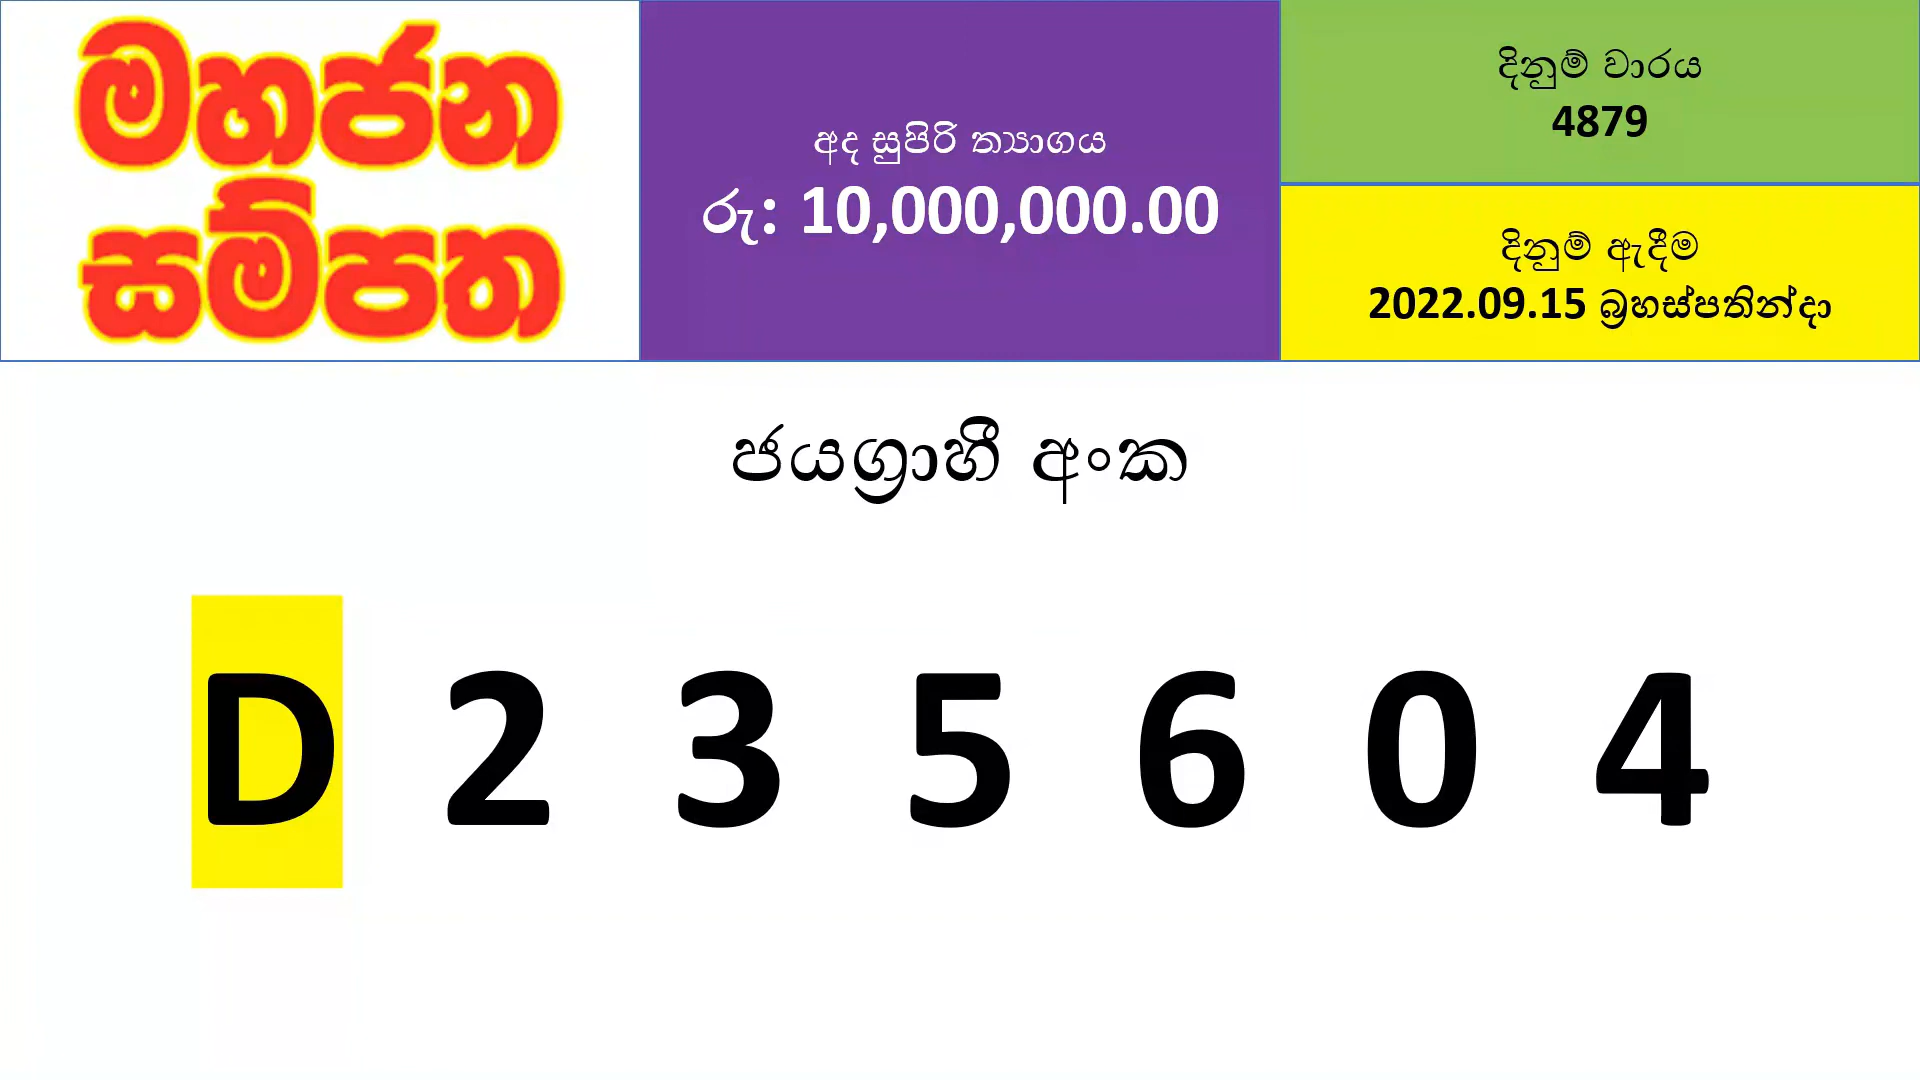 මහජන
සම්පත
අද සුපිරි ත්‍යාගය
රු: 10,000,000.00
දිනුම් වාරය
4879
දිනුම් ඇදීම
2022.09.15 බ්‍රහස්පතින්දා
ජයග්‍රාහී අංක
D 2 3 5 6 0 4